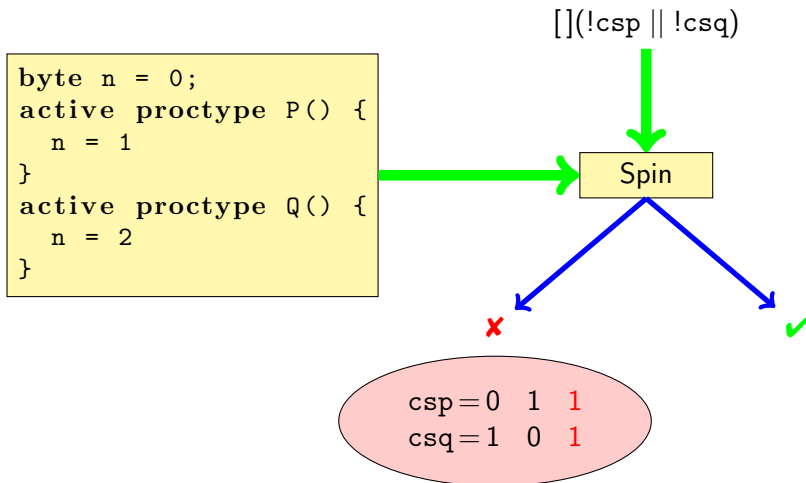 [](!csp || !csq)
byte n = 0;
active proctype P() {
n = 1
}
active proctype Q() {
n = 2
}
Spin
✘ ✔
csp=0 1 1
csq=1 0 1